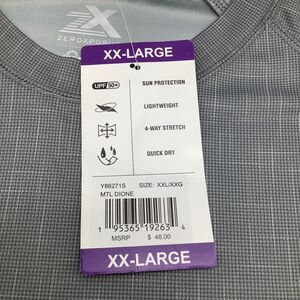 X
ZEROXPOSUR
XX-LARGE
UPF 50+
SUN PROTECTION
LIGHTWEIGHT
4-WAY STRETCH
QUICK DRY
Y86271S SIZE: XXL/XXG
MTL DIONE
1 95365 19263 4
MSRP $ 48.00
XX-LARGE